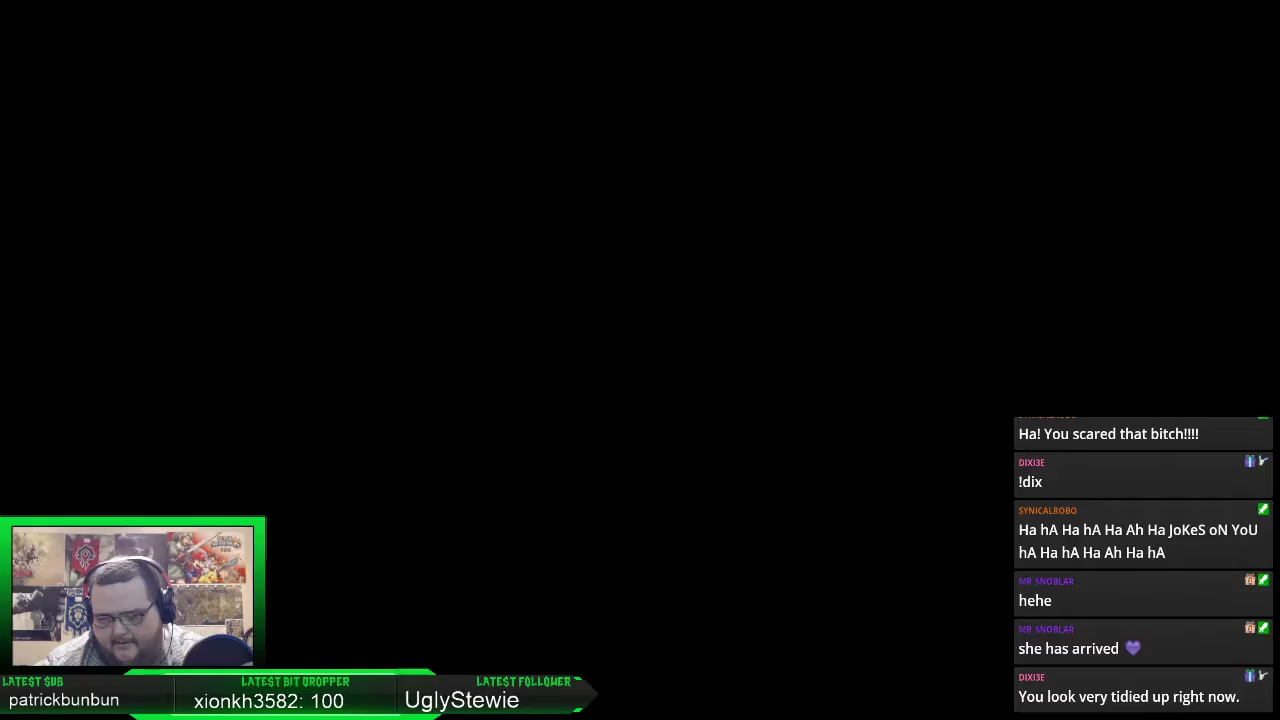 Ha! You scared that bitch!!!!
DIXI3E
!dix
SYNICALROBO
Ha hA Ha hA Ha Ah Ha JoKeS oN YoU
hA Ha hA Ha Ah Ha hA
MR SNOBLAR
hehe
MR SNOBLAR
she has arrived 💜
DIXI3E
You look very tidied up right now.
LATEST SUB
patrickbunbun
LATEST BIT DROPPER
xionkh3582: 100
LATEST FOLLOWER
UglyStewie